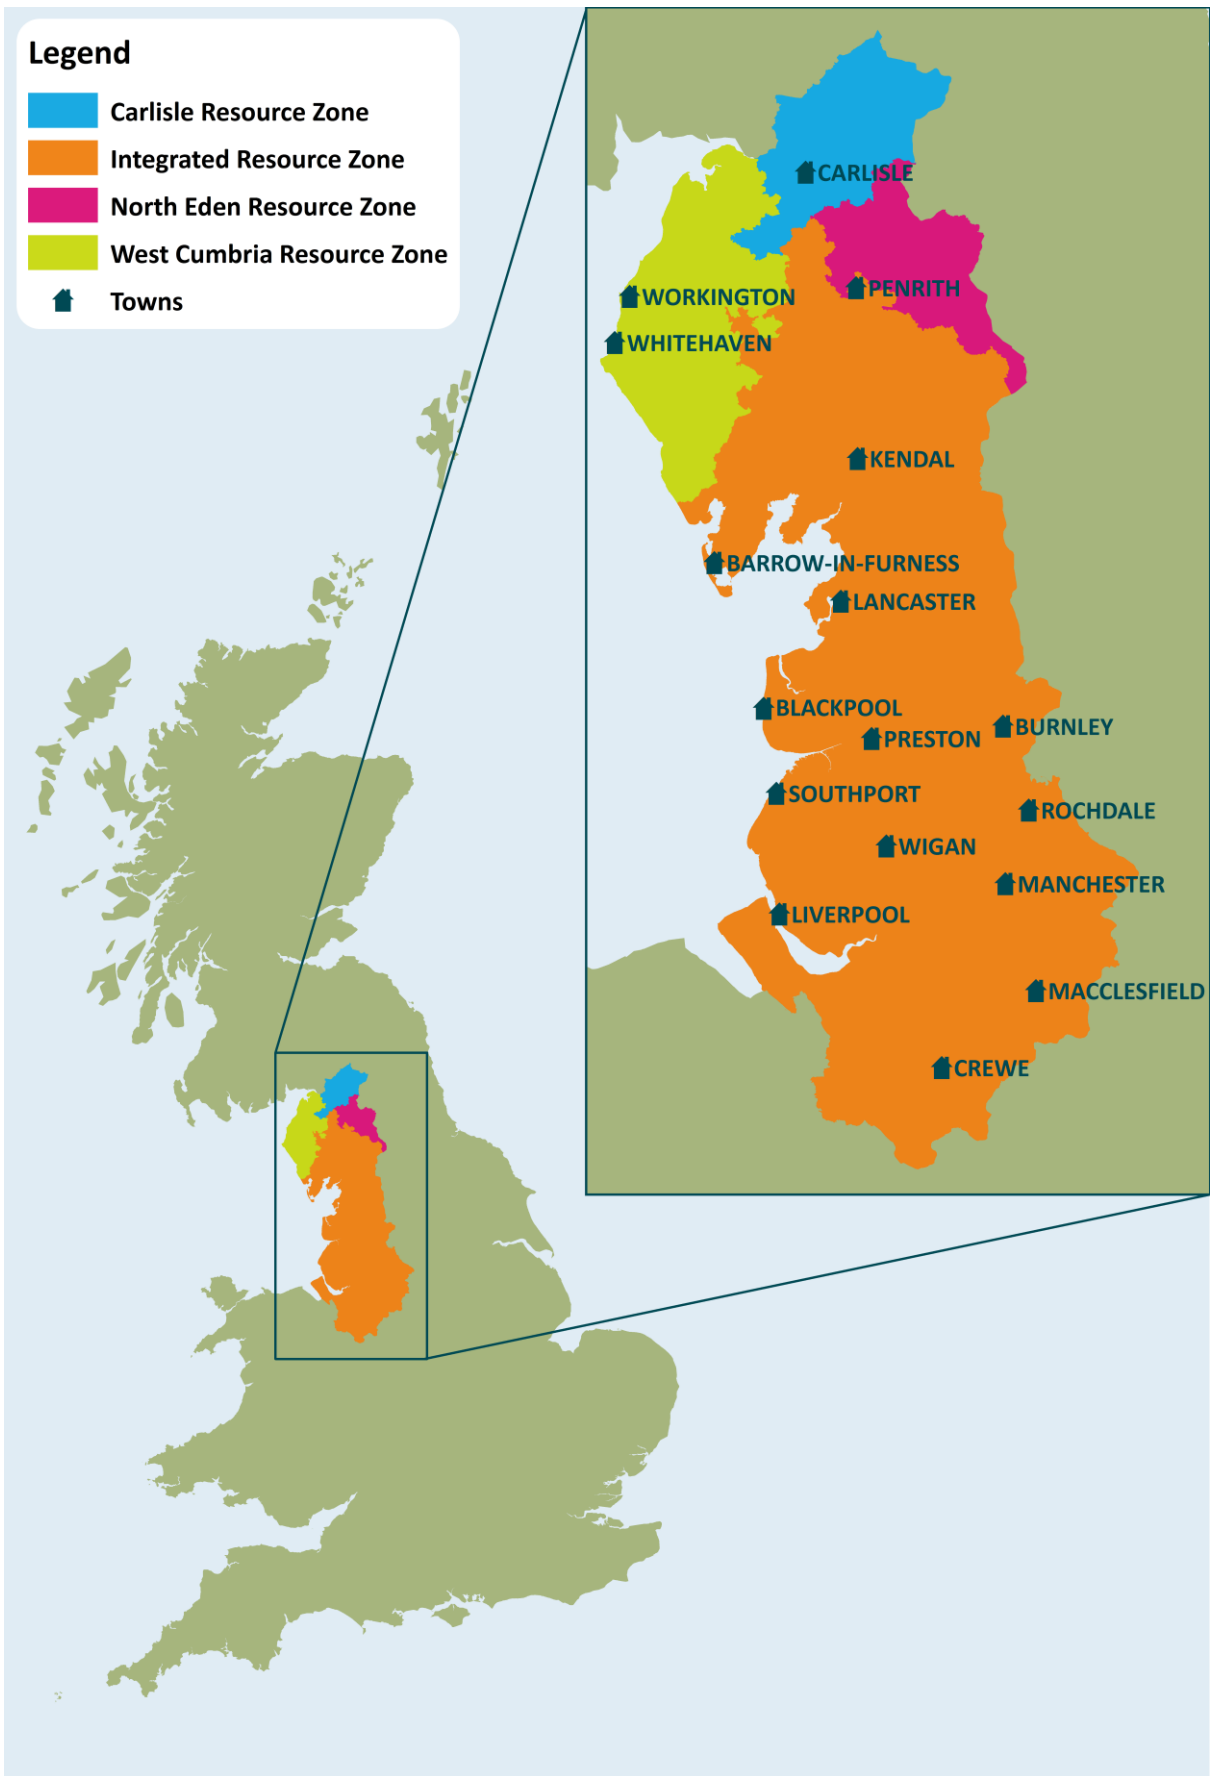 Legend
Carlisle Resource Zone
Integrated Resource Zone
North Eden Resource Zone
West Cumbria Resource Zone
Towns
CARLISLE
PENRITH
WORKINGTON
WHITEHAVEN
KENDAL
BARROW-IN-FURNESS
LANCASTER
BLACKPOOL
BURNLEY
PRESTON
SOUTHPORT
ROCHDALE
WIGAN
MANCHESTER
LIVERPOOL
MACCLESFIELD
CREWE